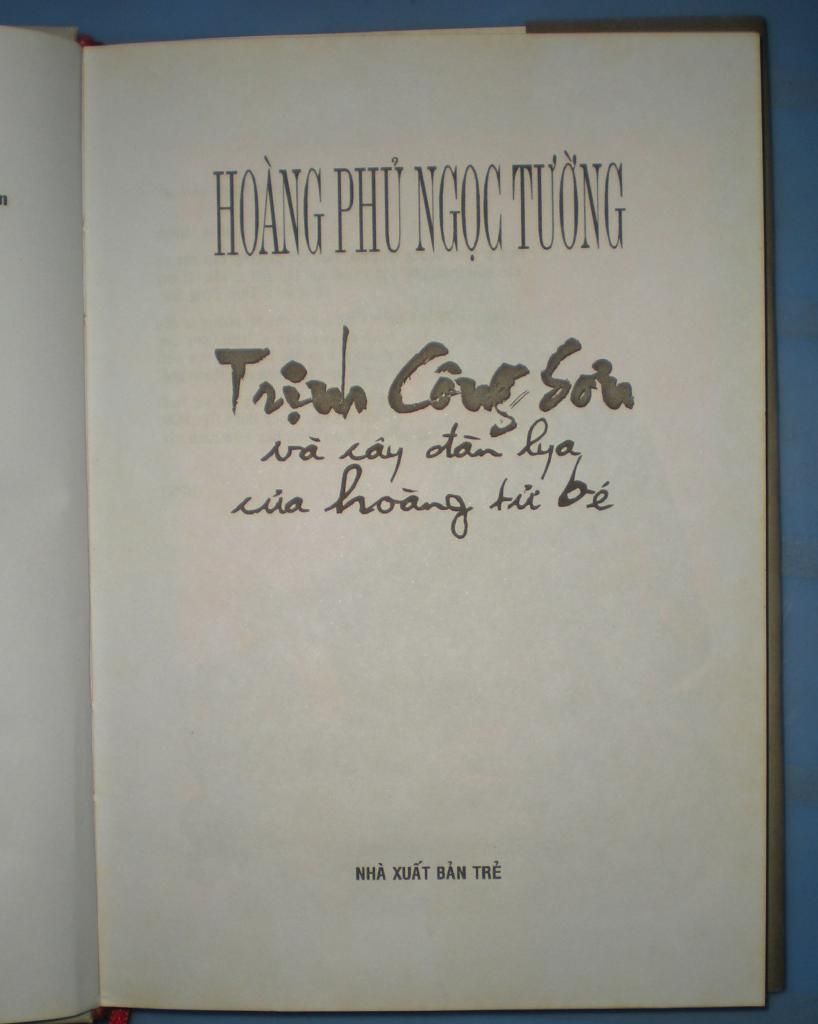 HOÀNG PHỦ NGỌC TƯỜNG
Trịnh Công Sơn
và cây đàn lya
của hoàng tử bé
NHÀ XUẤT BẢN TRẺ